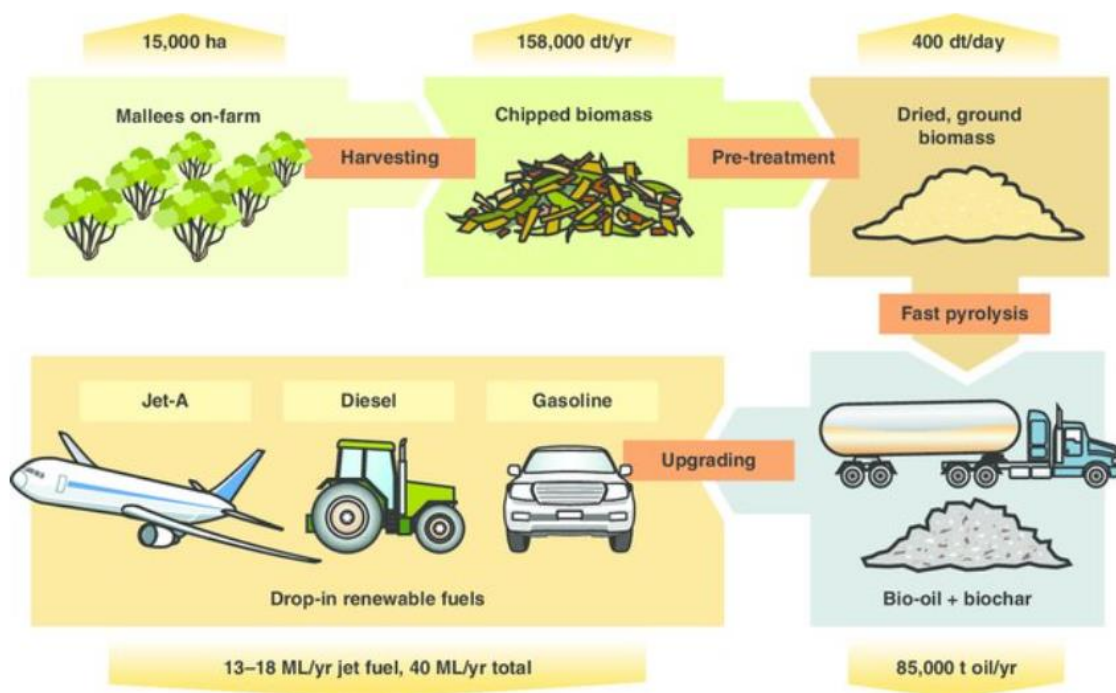 15,000 ha
158,000 dt/yr
400 dt/day
Mallees on-farm
Harvesting
Chipped biomass
Pre-treatment
Dried, ground
biomass
Fast pyrolysis
Jet-A
Diesel
Gasoline
Upgrading
Drop-in renewable fuels
Bio-oil + biochar
13–18 ML/yr jet fuel, 40 ML/yr total
85,000 t oil/yr